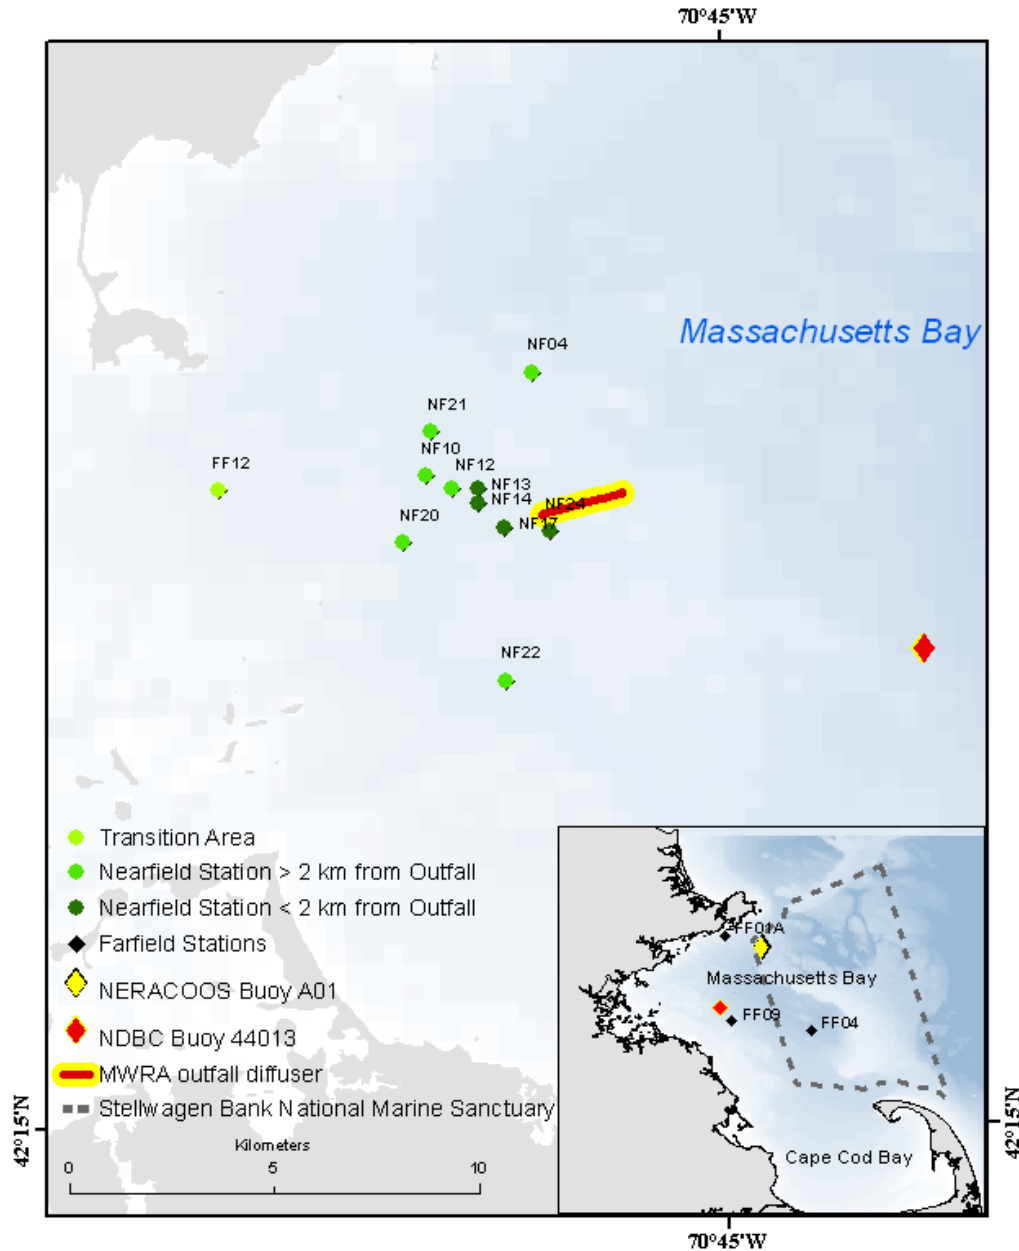 70°45'W
Massachusetts Bay
NF04
NF21
NF10
FF12
NF12
NF13
NF14
NF24
NF20
NF17
NF22
Transition Area
Nearfield Station > 2 km from Outfall
Nearfield Station < 2 km from Outfall
Farfield Stations
NERACOOS Buoy A01
NDBC Buoy 44013
MWRA outfall diffuser
Stellwagen Bank National Marine Sanctuary
Kilometers
0 5 10
FF01A
Massachusetts Bay
FF09
FF04
Cape Cod Bay
42°15'N
42°15'N
70°45'W